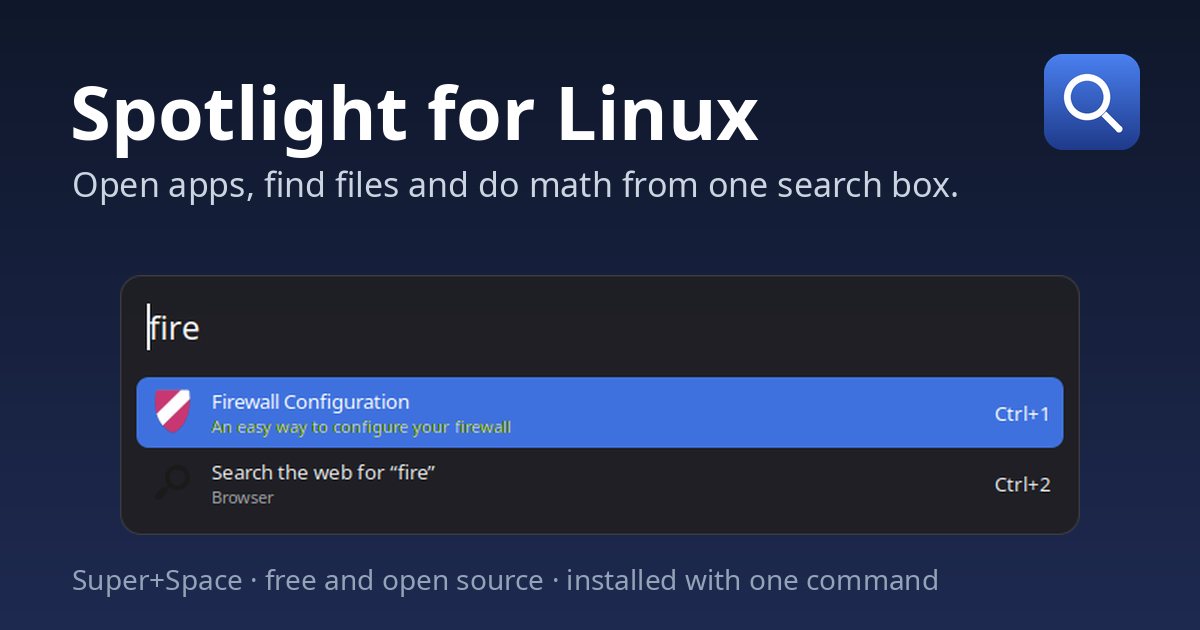 Spotlight for Linux
Open apps, find files and do math from one search box.
fire
Firewall Configuration
An easy way to configure your firewall
Ctrl+1
Search the web for “fire”
Browser
Ctrl+2
Super+Space · free and open source · installed with one command